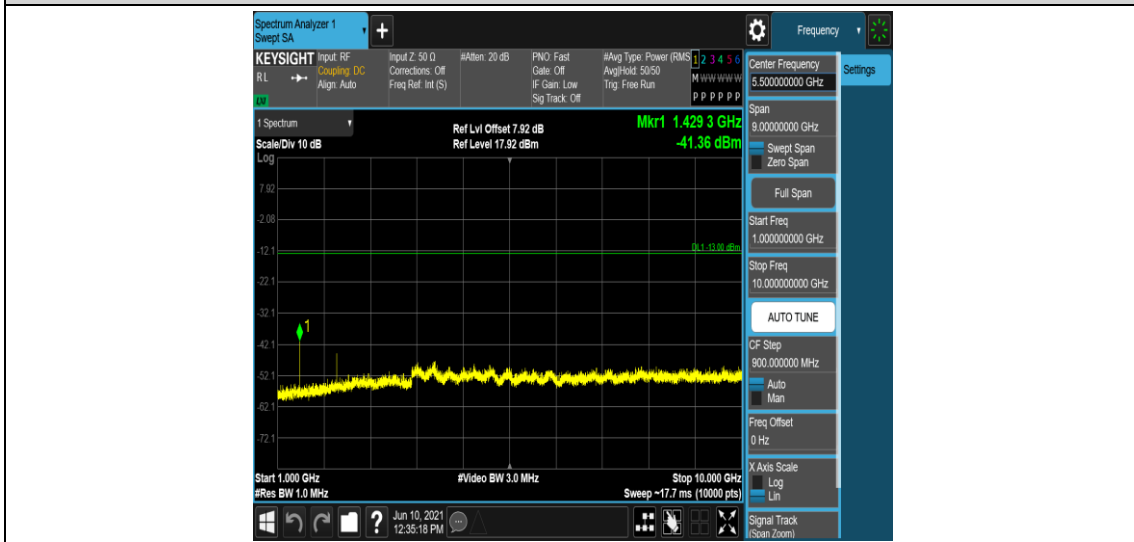 Spectrum Analyzer 1
Swept SA
+
Frequency
KEYSIGHT
RL
LXI
Input: RF
Coupling: DC
Align: Auto
Input Z: 50 Ω
Corrections: Off
Freq Ref: Int (S)
#Atten: 20 dB
PNO: Fast
Gate: Off
IF Gain: Low
Sig Track: Off
#Avg Type: Power (RMS
Avg|Hold: 50/50
Trig: Free Run
1 2 3 4 5 6
M W W W W W
P P P P P P
Center Frequency
5.500000000 GHz
Settings
1 Spectrum
Scale/Div 10 dB
Ref Lvl Offset 7.92 dB
Ref Level 17.92 dBm
Mkr1 1.429 3 GHz
-41.36 dBm
Span
9.00000000 GHz
Swept Span
Zero Span
Full Span
Start Freq
1.000000000 GHz
Stop Freq
10.000000000 GHz
AUTO TUNE
CF Step
900.000000 MHz
Auto
Man
Freq Offset
0 Hz
X Axis Scale
Log
Lin
Signal Track
(Span Zoom)
Log
7.92
-2.08
-12.1
DL1 -13.00 dBm
-22.1
-32.1
1
-42.1
-52.1
-62.1
-72.1
Start 1.000 GHz
#Video BW 3.0 MHz
Stop 10.000 GHz
#Res BW 1.0 MHz
Sweep ~17.7 ms (10000 pts)
?
Jun 10, 2021
12:35:18 PM